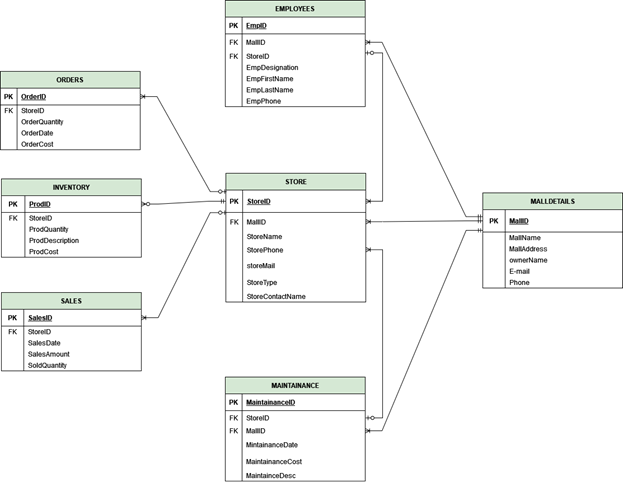 EMPLOYEES
PK EmpID
FK MallID
FK StoreID
EmpDesignation
EmpFirstName
EmpLastName
EmpPhone
ORDERS
PK OrderID
FK StoreID
OrderQuantity
OrderDate
OrderCost
INVENTORY
PK ProdID
FK StoreID
ProdQuantity
ProdDescription
ProdCost
STORE
PK StoreID
FK MallID
StoreName
StorePhone
storeMail
StoreType
StoreContactName
MALLDETAILS
PK MallID
MallName
MallAddress
ownerName
E-mail
Phone
SALES
PK SalesID
FK StoreID
SalesDate
SalesAmount
SoldQuantity
MAINTAINANCE
PK MaintainanceID
FK StoreID
FK MallID
MintainanceDate
MaintainanceCost
MaintainceDesc